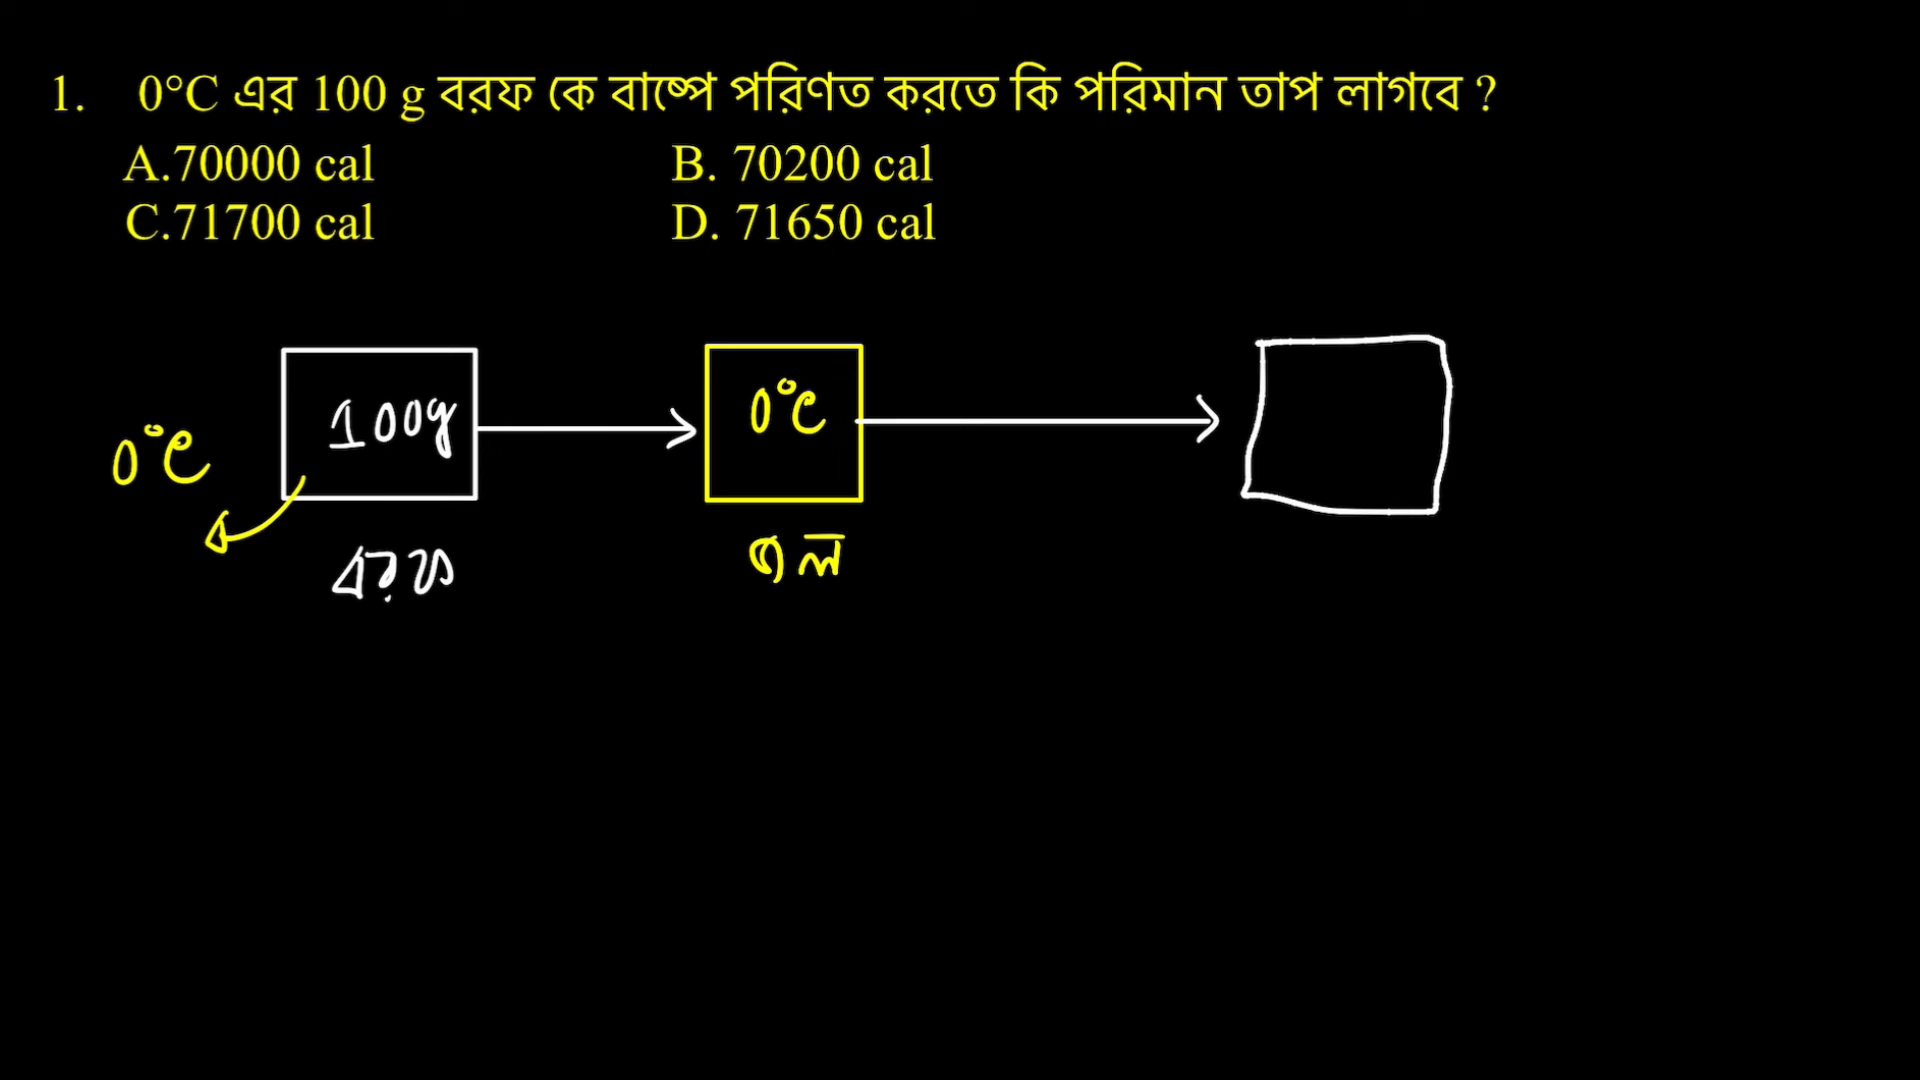 1. 0°C এর 100 g বরফ কে বাষ্পে পরিণত করতে কি পরিমান তাপ লাগবে ?
A.70000 cal B. 70200 cal
C.71700 cal D. 71650 cal
0°C 100g 0°C
বরফ জল